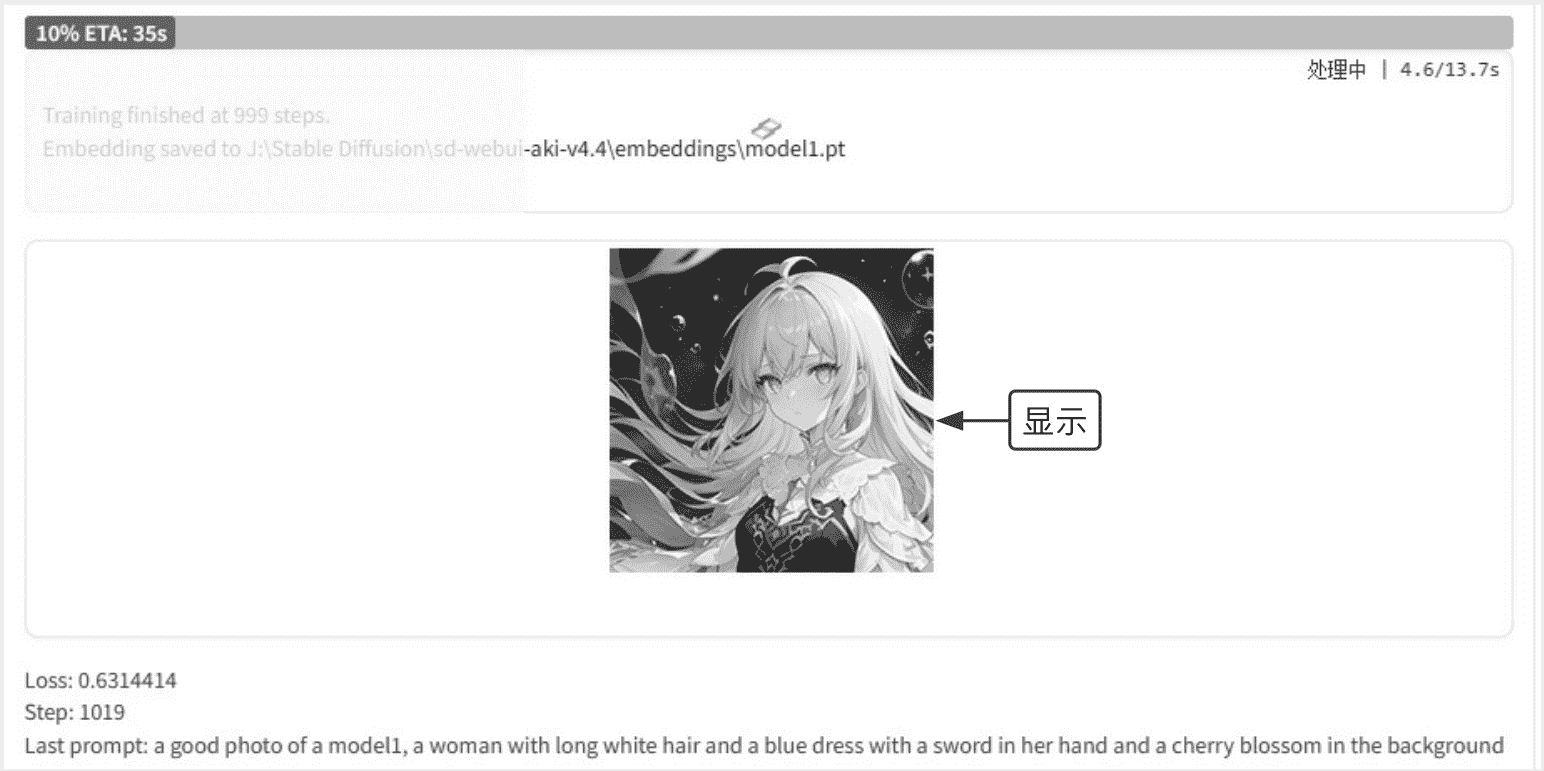 10% ETA: 35s
处理中 | 4.6/13.7s
Training finished at 999 steps.
Embedding saved to J:\Stable Diffusion\sd-webui-aki-v4.4\embeddings\model1.pt
显示
Loss: 0.6314414
Step: 1019
Last prompt: a good photo of a model1, a woman with long white hair and a blue dress with a sword in her hand and a cherry blossom in the background